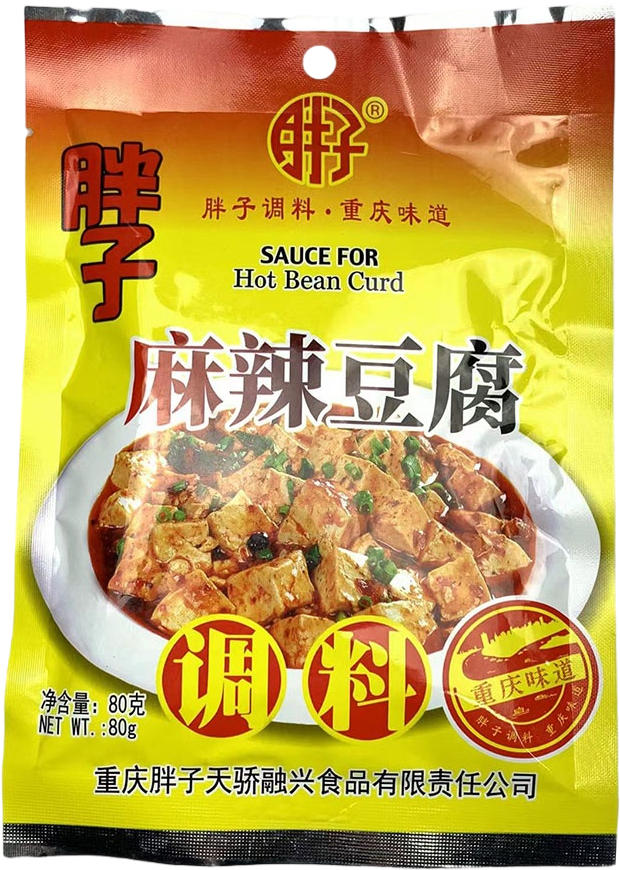 胖子®
胖子
胖子调料·重庆味道
SAUCE FOR
Hot Bean Curd
麻辣豆腐
调料
重庆味道
胖子调料 重庆味道
净含量：80克
NET WT.:80g
重庆胖子天骄融兴食品有限责任公司